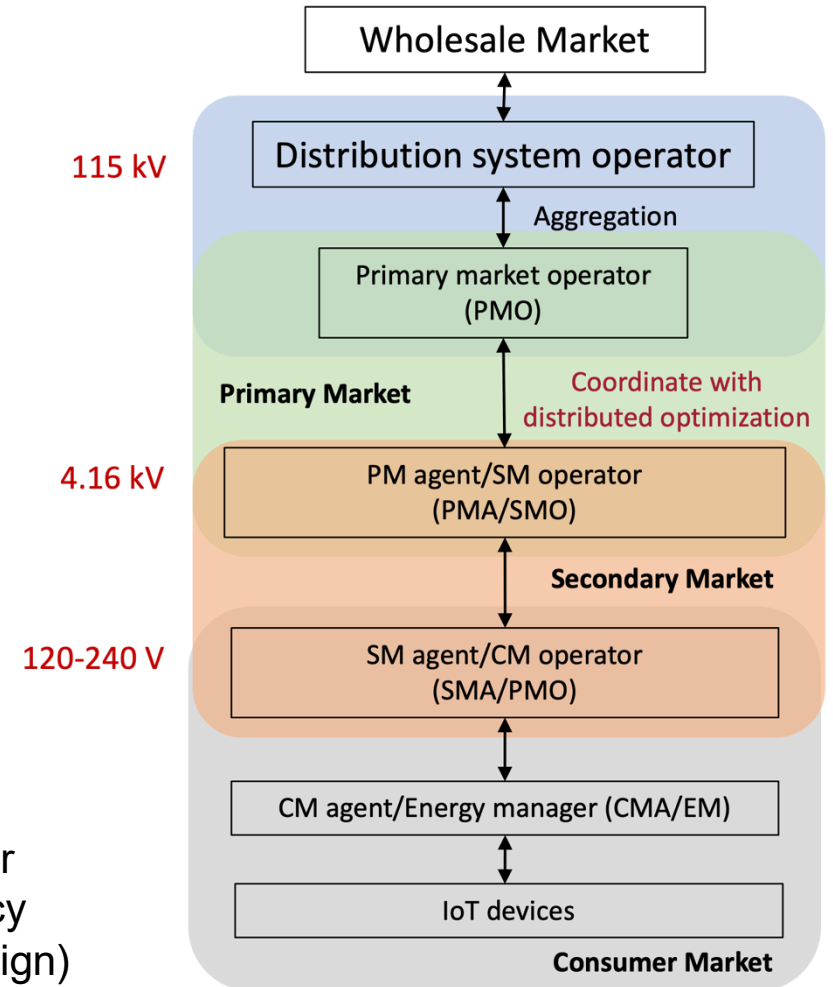 Wholesale Market
115 kV
Distribution system operator
Aggregation
Primary market operator
(PMO)
Primary Market
Coordinate with
distributed optimization
4.16 kV
PM agent/SM operator
(PMA/SMO)
Secondary Market
120-240 V
SM agent/CM operator
(SMA/PMO)
CM agent/Energy manager (CMA/EM)
IoT devices
Consumer Market
r
cy
ign)